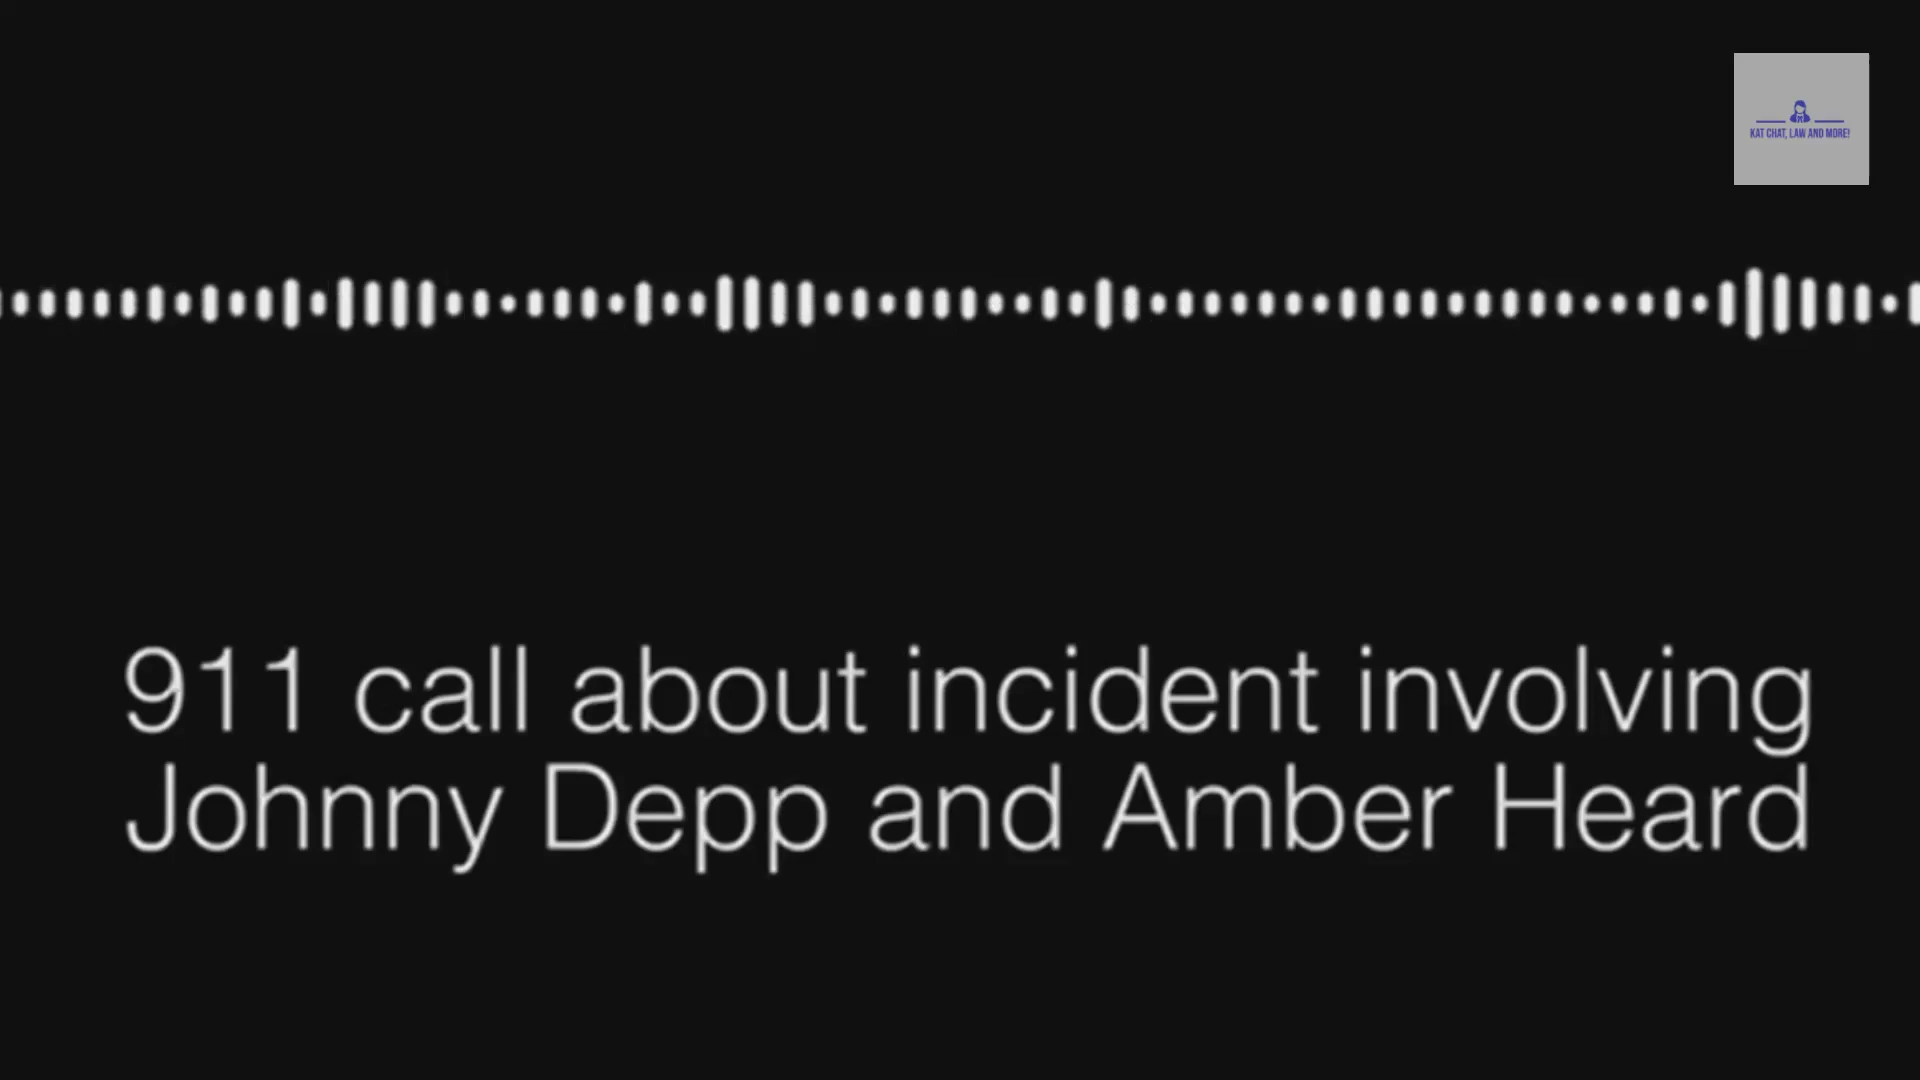 KAT CHAT, LAW AND MORE!
911 call about incident involving
Johnny Depp and Amber Heard